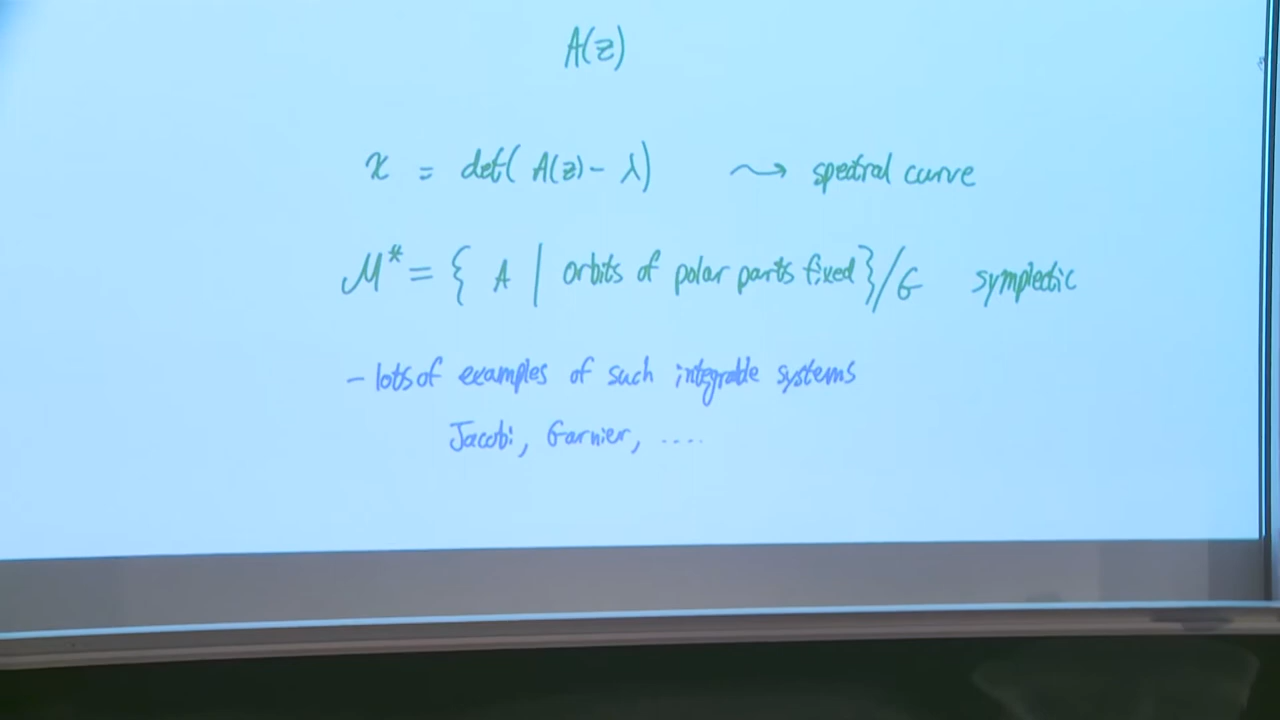 A(z)
χ = det( A(z) - λ) ⇝ spectral curve
M* = { A | orbits of polar parts fixed}/G symplectic
- lots of examples of such integrable systems
Jacobi, Garnier, ....